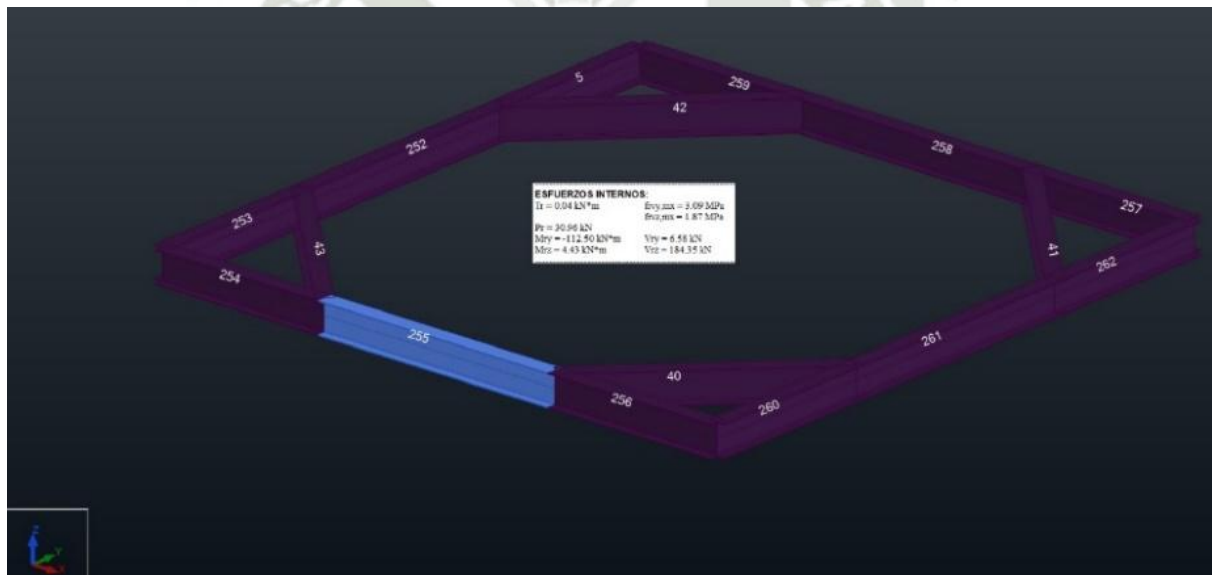 5
259
42
252
258
ESFUERZOS INTERNOS:
Tr = 0.04 kN*m fvy,mx = 3.09 MPa
fvz,mx = 1.87 MPa
Pr = 30.96 kN
Mry = -112.50 kN*m Vry = 6.58 kN
Mrz = 4.43 kN*m Vrz = 184.35 kN
253
257
43
41
262
254
255
261
40
256
260
Z
Y
X